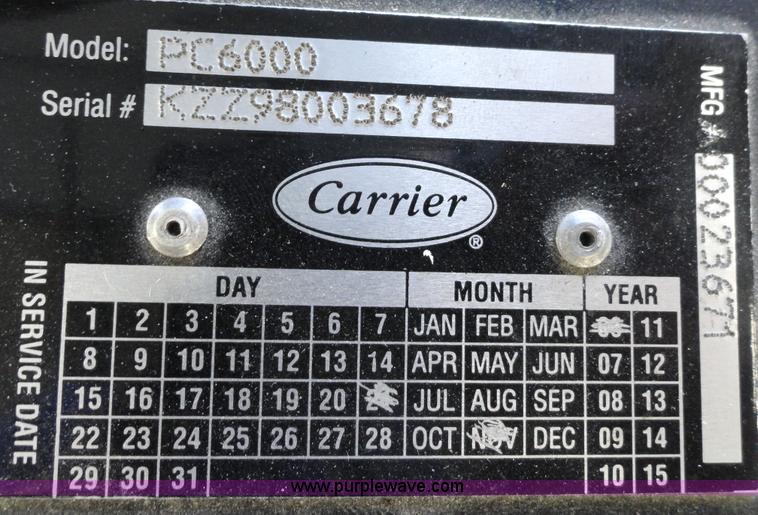 Model: PC6000
Serial # KZZ98003678
Carrier ®
MFG # 00023671
IN SERVICE DATE
DAY MONTH YEAR
1 2 3 4 5 6 7 JAN FEB MAR 11
8 9 10 11 12 13 14 APR MAY JUN 07 12
15 16 17 18 19 20 JUL AUG SEP 08 13
22 23 24 25 26 27 28 OCT NOV DEC 09 14
29 30 31 10 15
www.purplewave.com